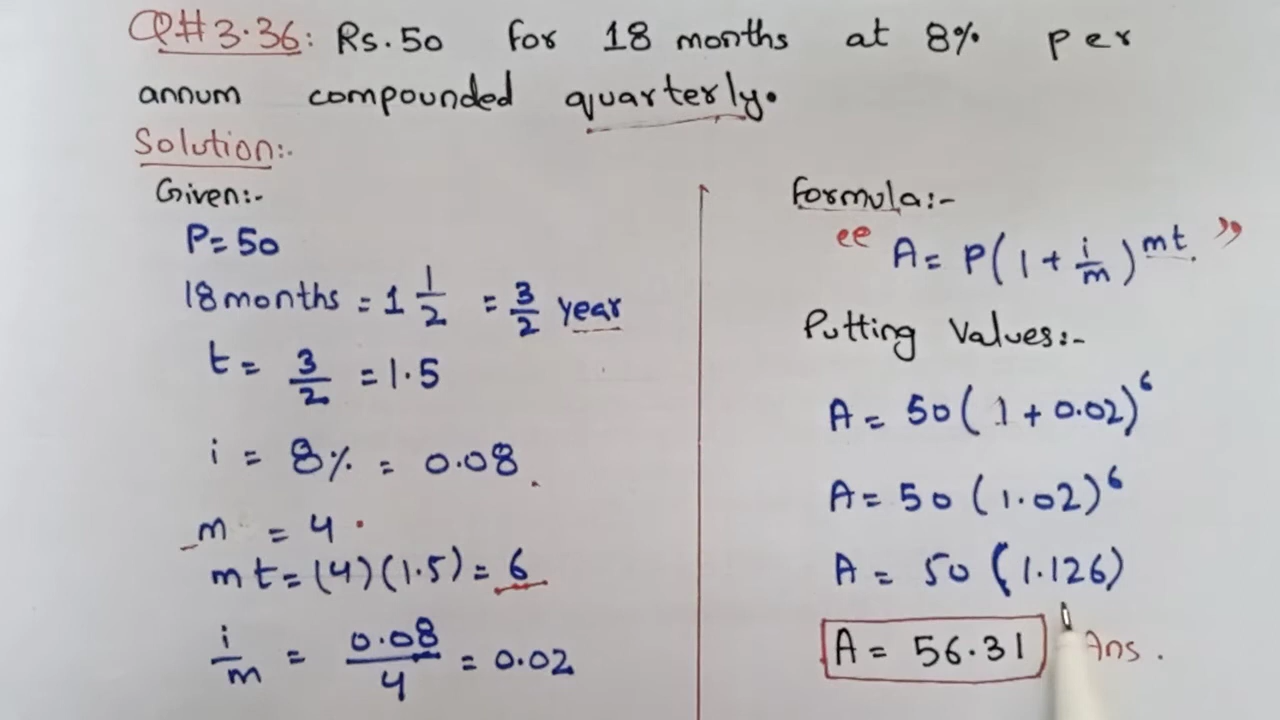 Q#3.36: Rs.50 for 18 months at 8% per
annum compounded quarterly.
Solution:-
Given:-
P=50
18 months = 1 1/2 = 3/2 year
t = 3/2 = 1.5
i = 8% = 0.08
m = 4
mt = (4)(1.5) = 6
i/m = 0.08/4 = 0.02
Formula:-
“ A = P(1 + i/m)^mt. ”
Putting Values:-
A = 50(1 + 0.02)^6
A = 50(1.02)^6
A = 50(1.126)
A = 56.31 Ans.